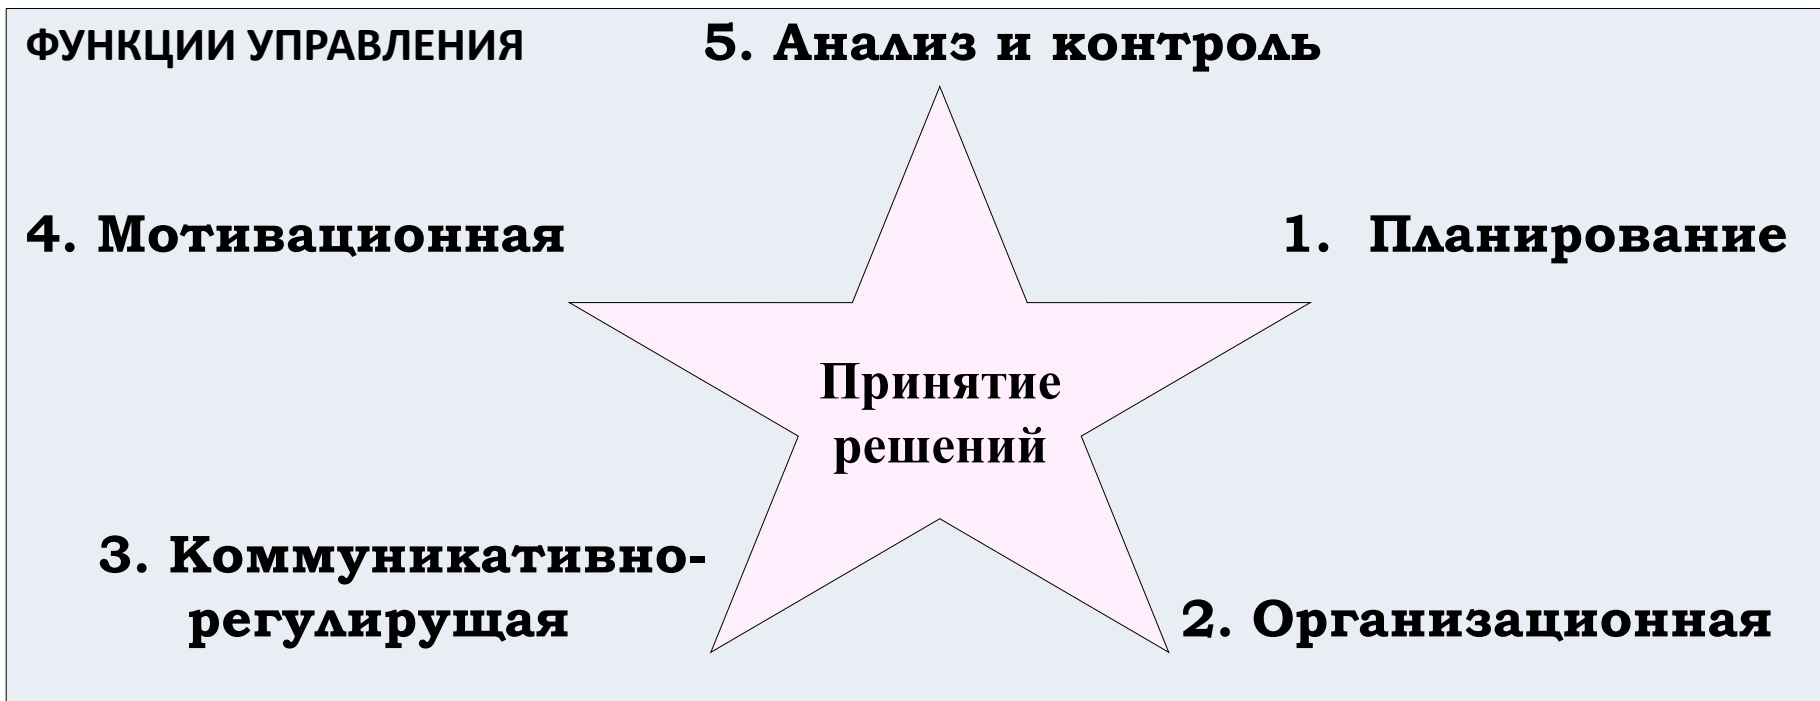 ФУНКЦИИ УПРАВЛЕНИЯ
5. Анализ и контроль
4. Мотивационная
1. Планирование
Принятие
решений
3. Коммуникативно-
регулирущая
2. Организационная